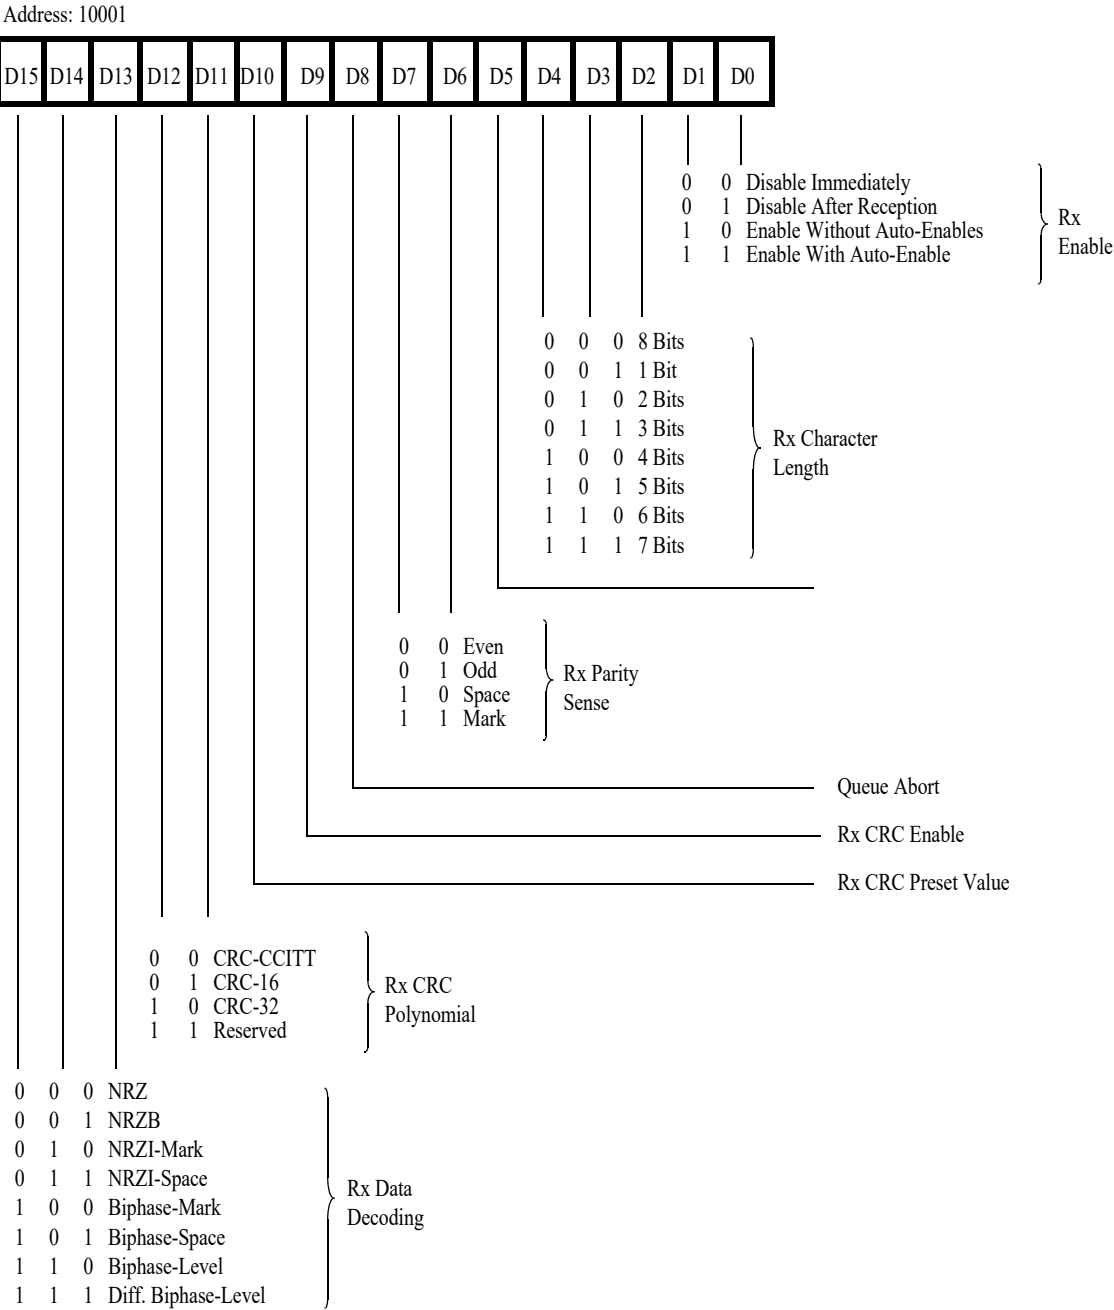 Address: 10001
D15 D14 D13 D12 D11 D10 D9 D8 D7 D6 D5 D4 D3 D2 D1 D0
0 0 Disable Immediately
0 1 Disable After Reception
1 0 Enable Without Auto-Enables
1 1 Enable With Auto-Enable
Rx
Enable
0 0 0 8 Bits
0 0 1 1 Bit
0 1 0 2 Bits
0 1 1 3 Bits
1 0 0 4 Bits
1 0 1 5 Bits
1 1 0 6 Bits
1 1 1 7 Bits
Rx Character
Length
0 0 Even
0 1 Odd
1 0 Space
1 1 Mark
Rx Parity
Sense
Queue Abort
Rx CRC Enable
Rx CRC Preset Value
0 0 CRC-CCITT
0 1 CRC-16
1 0 CRC-32
1 1 Reserved
Rx CRC
Polynomial
0 0 0 NRZ
0 0 1 NRZB
0 1 0 NRZI-Mark
0 1 1 NRZI-Space
1 0 0 Biphase-Mark
1 0 1 Biphase-Space
1 1 0 Biphase-Level
1 1 1 Diff. Biphase-Level
Rx Data
Decoding